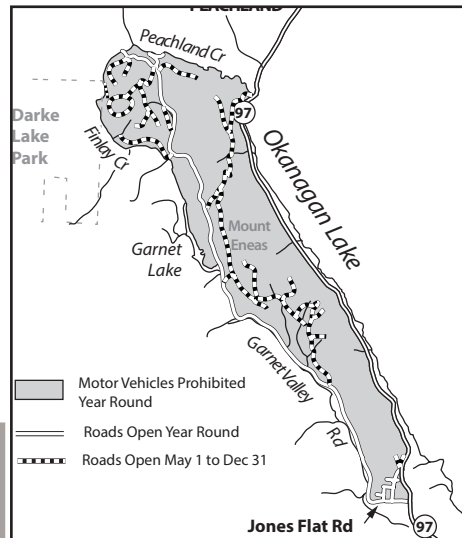 PEACHLAND
Peachland Cr
97
Darke
Lake
Park
Finlay Cr
Okanagan Lake
Mount
Eneas
Garnet
Lake
Garnet Valley
Rd
Motor Vehicles Prohibited
Year Round
Roads Open Year Round
Roads Open May 1 to Dec 31
Jones Flat Rd
97